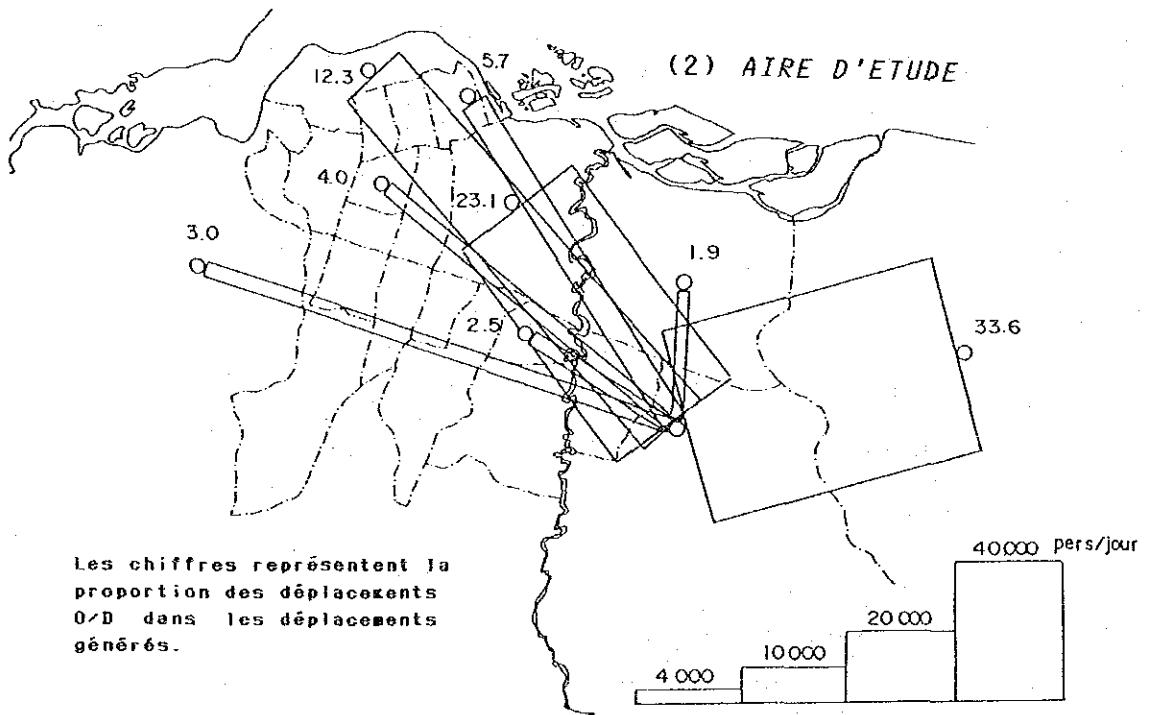 (2) AIRE D'ETUDE
5.7
12.3
4.0
23.1
3.0
1.9
2.5
33.6
Les chiffres représentent la
proportion des déplacements
O/D dans les déplacements
générés.
40 000 pers/jour
20 000
10 000
4 000